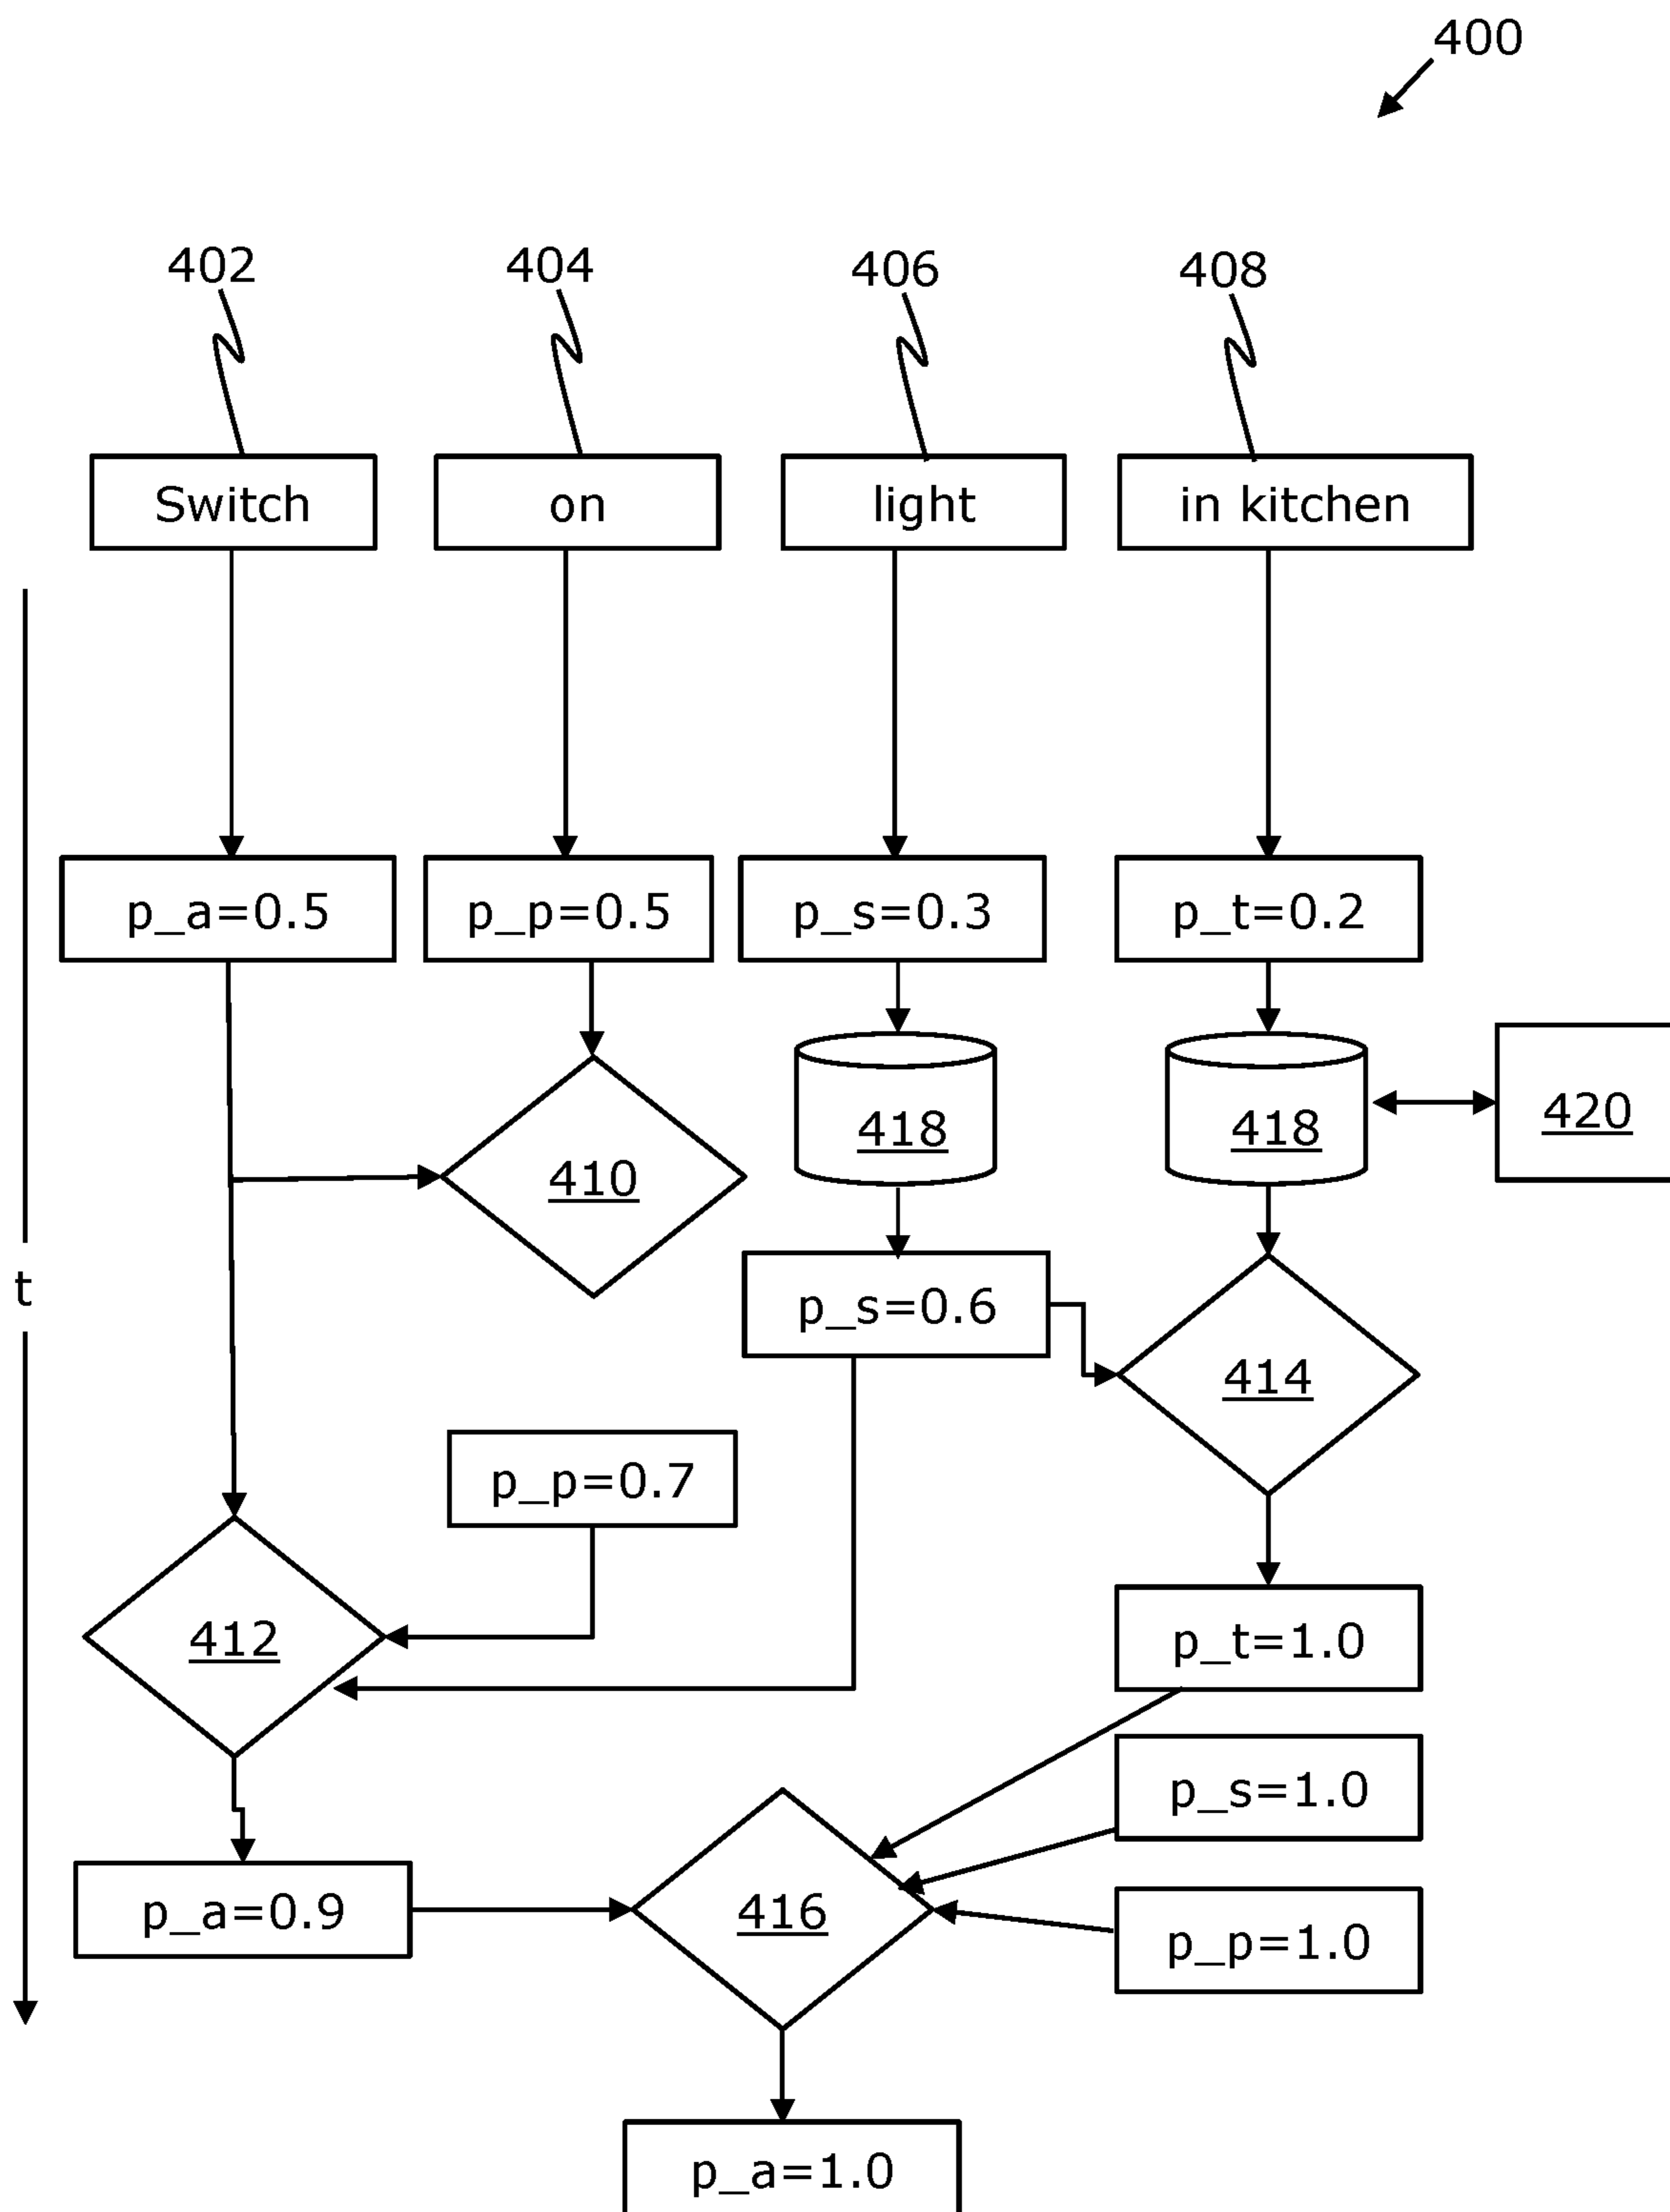 400
402
404
406
408
Switch
on
light
in kitchen
p_a=0.5
p_p=0.5
p_s=0.3
p_t=0.2
418
418
420
410
t
p_s=0.6
414
p_p=0.7
412
p_t=1.0
p_s=1.0
p_a=0.9
416
p_p=1.0
p_a=1.0